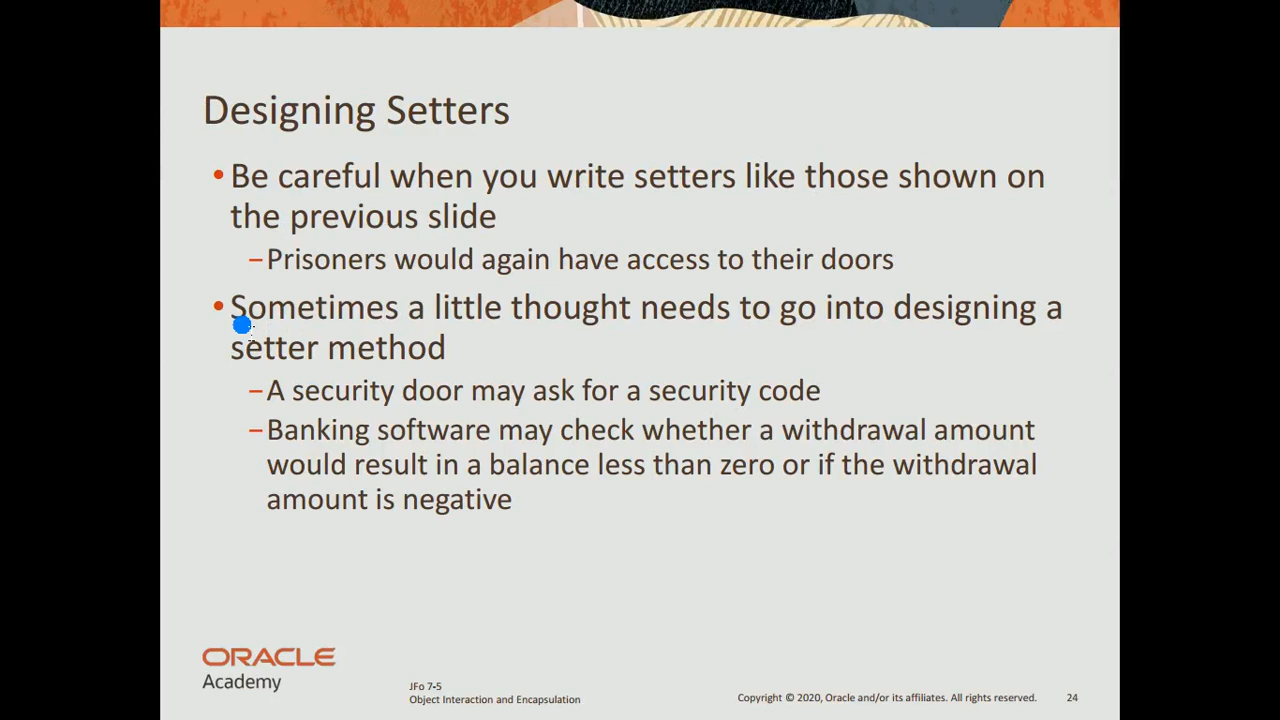 Designing Setters
•Be careful when you write setters like those shown on
the previous slide
–Prisoners would again have access to their doors
•Sometimes a little thought needs to go into designing a
setter method
–A security door may ask for a security code
–Banking software may check whether a withdrawal amount
would result in a balance less than zero or if the withdrawal
amount is negative
ORACLE
Academy
JFo 7-5
Object Interaction and Encapsulation
Copyright © 2020, Oracle and/or its affiliates. All rights reserved.
24